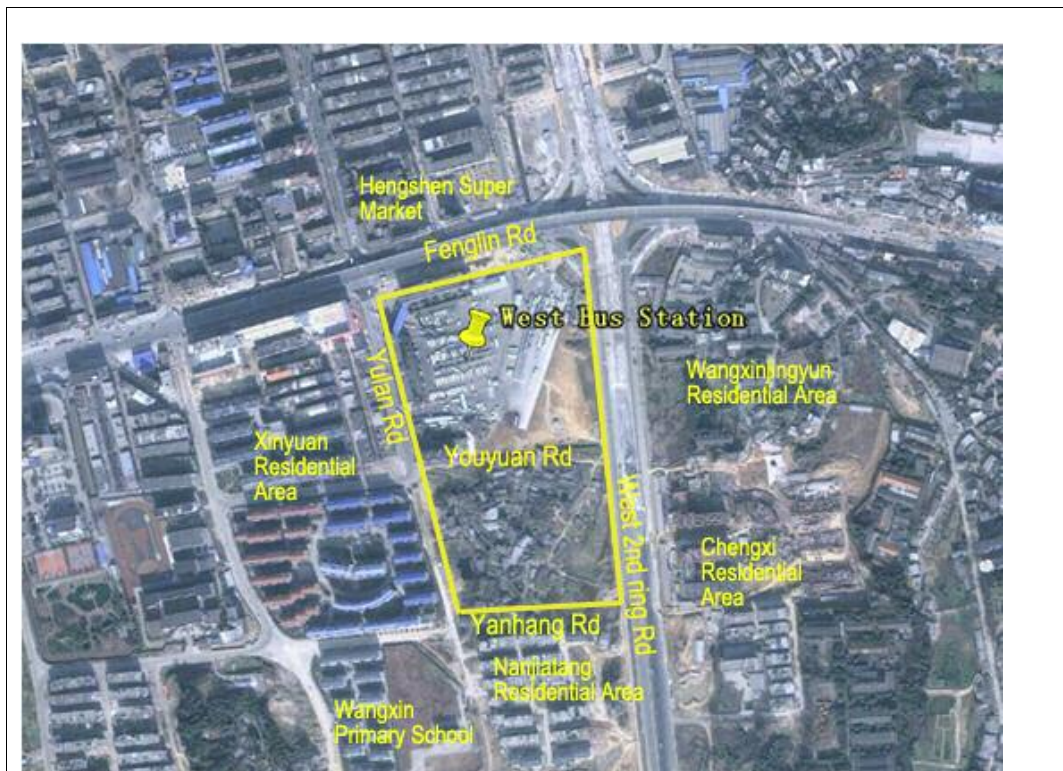 Hengshen Super
Market
Fenglin Rd
West Bus Station
Yulan Rd
Wangxinjingyun
Residential Area
Xinyuan
Residential
Area
Youyuan Rd
West 2nd ring Rd
Chengxi
Residential
Area
Yanhang Rd
Nanjiatang
Residential Area
Wangxin
Primary School